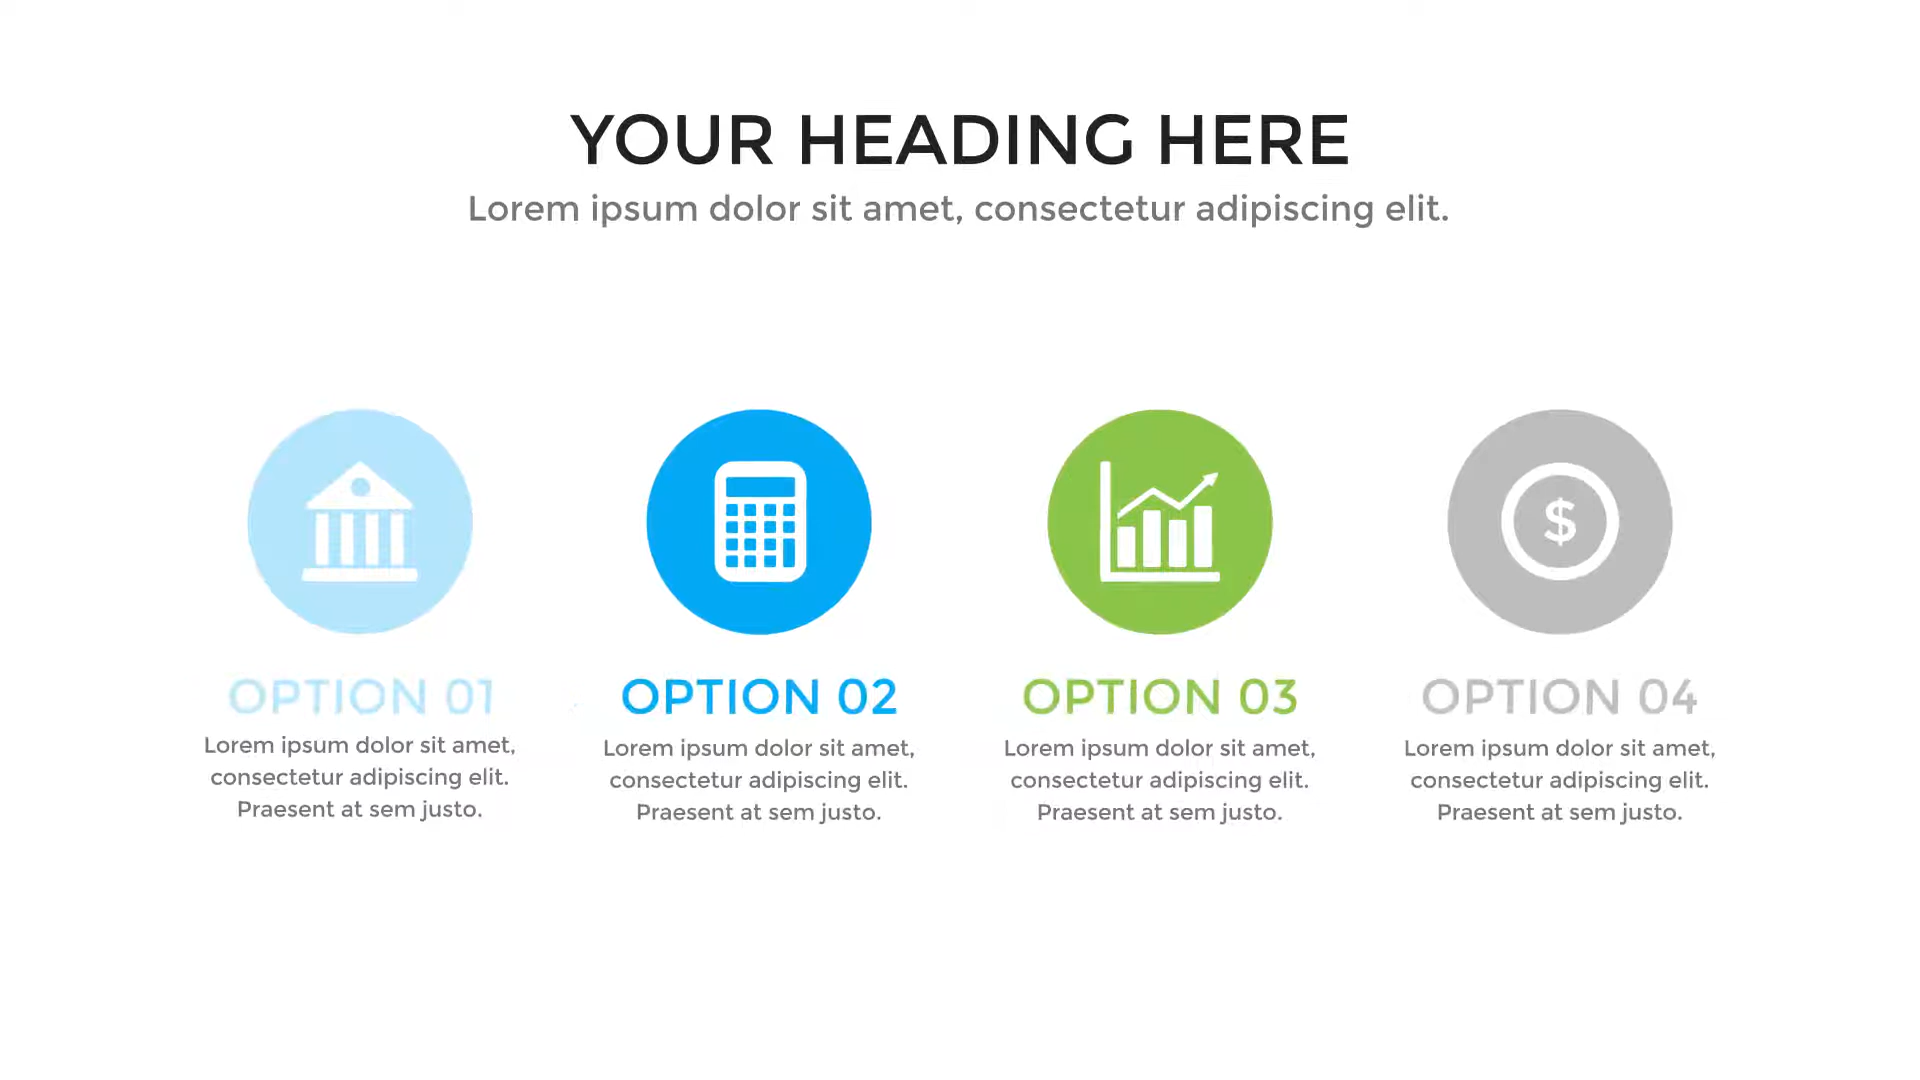 YOUR HEADING HERE
Lorem ipsum dolor sit amet, consectetur adipiscing elit.
$
OPTION 01
Lorem ipsum dolor sit amet,
consectetur adipiscing elit.
Praesent at sem justo.
OPTION 02
Lorem ipsum dolor sit amet,
consectetur adipiscing elit.
Praesent at sem justo.
OPTION 03
Lorem ipsum dolor sit amet,
consectetur adipiscing elit.
Praesent at sem justo.
OPTION 04
Lorem ipsum dolor sit amet,
consectetur adipiscing elit.
Praesent at sem justo.